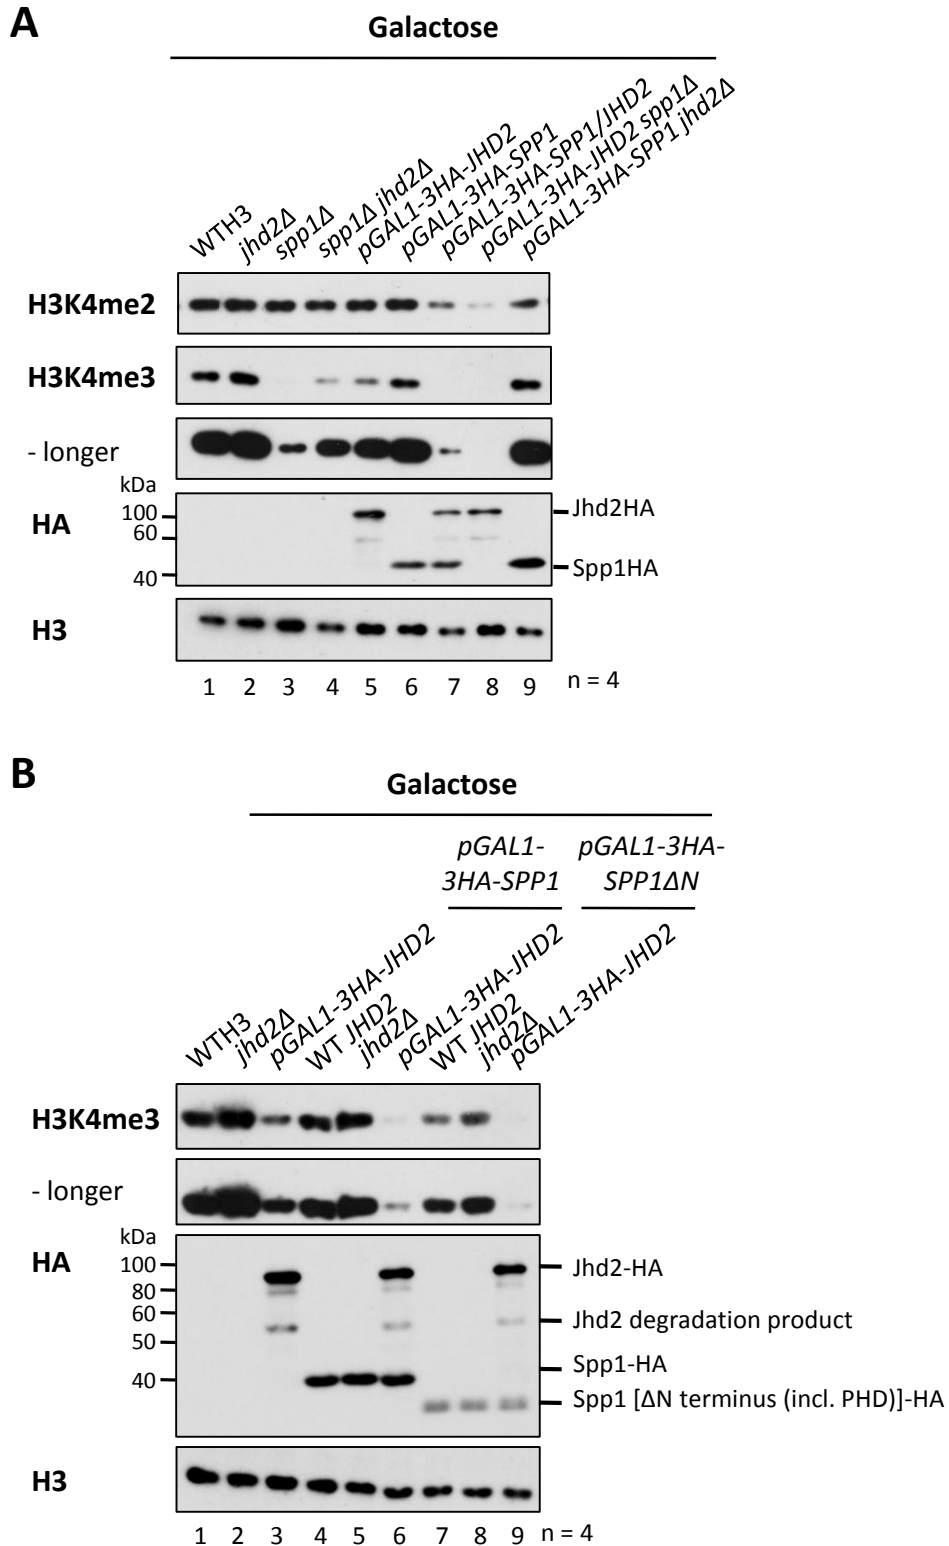 A
Galactose
WTH3
jhd2Δ
spp1Δ
spp1Δ jhd2Δ
pGAL1-3HA-JHD2
pGAL1-3HA-SPP1
pGAL1-3HA-SPP1/JHD2
pGAL1-3HA-JHD2 spp1Δ
pGAL1-3HA-SPP1 jhd2Δ
H3K4me2
H3K4me3
- longer
kDa
HA
100
60
40
Jhd2HA
Spp1HA
H3
1 2 3 4 5 6 7 8 9 n = 4
B
Galactose
pGAL1-
3HA-SPP1
pGAL1-3HA-
SPP1ΔN
WTH3
jhd2Δ
pGAL1-3HA-JHD2
WT JHD2
jhd2Δ
pGAL1-3HA-JHD2
WT JHD2
jhd2Δ
pGAL1-3HA-JHD2
H3K4me3
- longer
kDa
HA
100
80
60
50
40
Jhd2-HA
Jhd2 degradation product
Spp1-HA
Spp1 [ΔN terminus (incl. PHD)]-HA
H3
1 2 3 4 5 6 7 8 9 n = 4